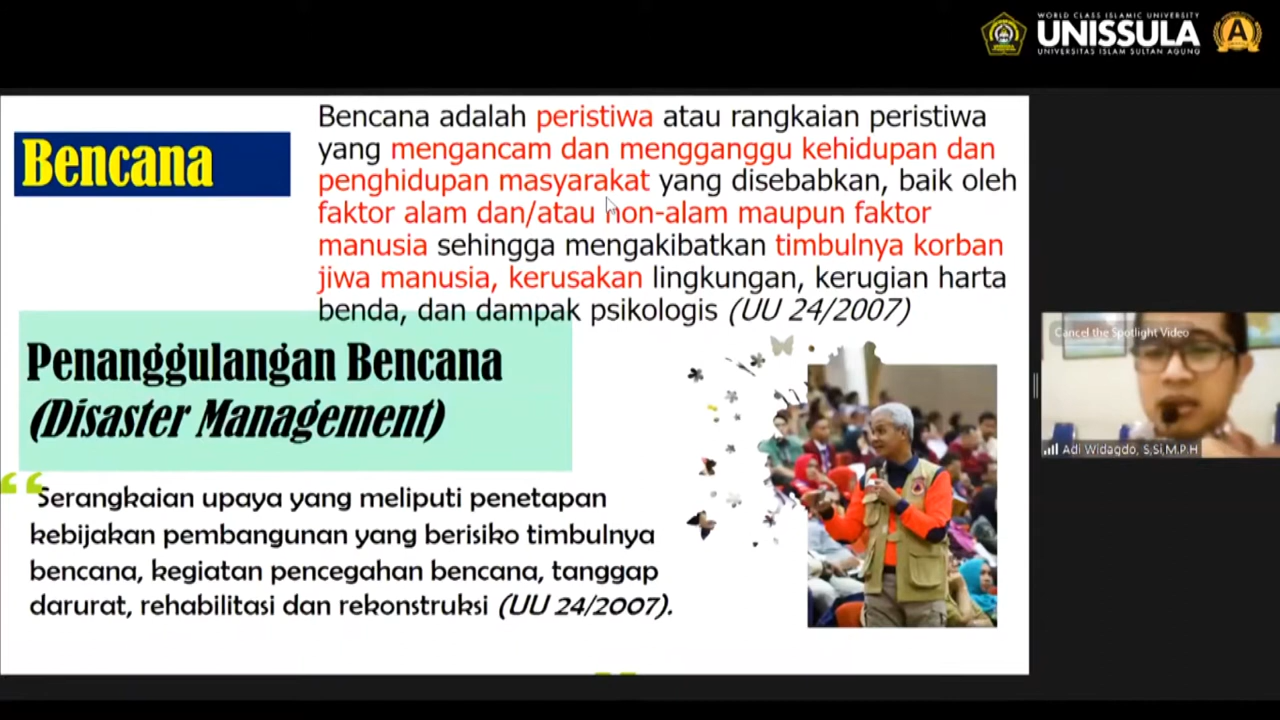 WORLD CLASS ISLAMIC UNIVERSITY
UNISSULA
UNIVERSITAS ISLAM SULTAN AGUNG
A
Bencana
Bencana adalah peristiwa atau rangkaian peristiwa
yang mengancam dan mengganggu kehidupan dan
penghidupan masyarakat yang disebabkan, baik oleh
faktor alam dan/atau non-alam maupun faktor
manusia sehingga mengakibatkan timbulnya korban
jiwa manusia, kerusakan lingkungan, kerugian harta
benda, dan dampak psikologis (UU 24/2007)
Penanggulangan Bencana
(Disaster Management)
“
Serangkaian upaya yang meliputi penetapan
kebijakan pembangunan yang berisiko timbulnya
bencana, kegiatan pencegahan bencana, tanggap
darurat, rehabilitasi dan rekonstruksi (UU 24/2007).
Cancel the Spotlight Video
Adi Widagdo, S,Si,M.P.H